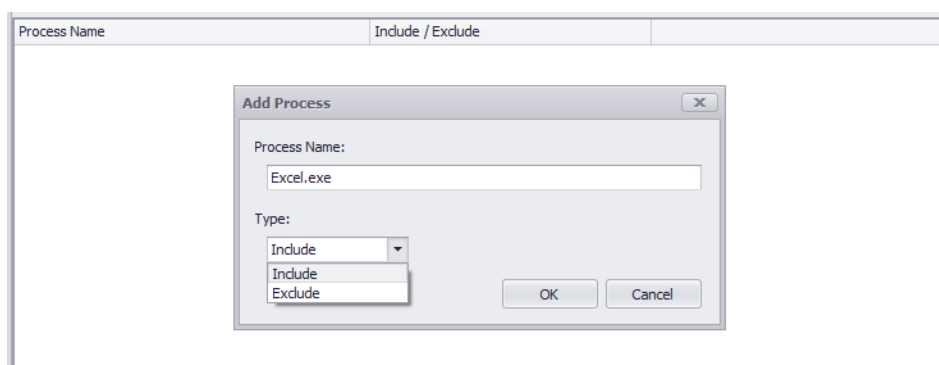 Process Name Include / Exclude
Add Process
Process Name:
Excel.exe
Type:
Include
Include
Exclude
OK Cancel